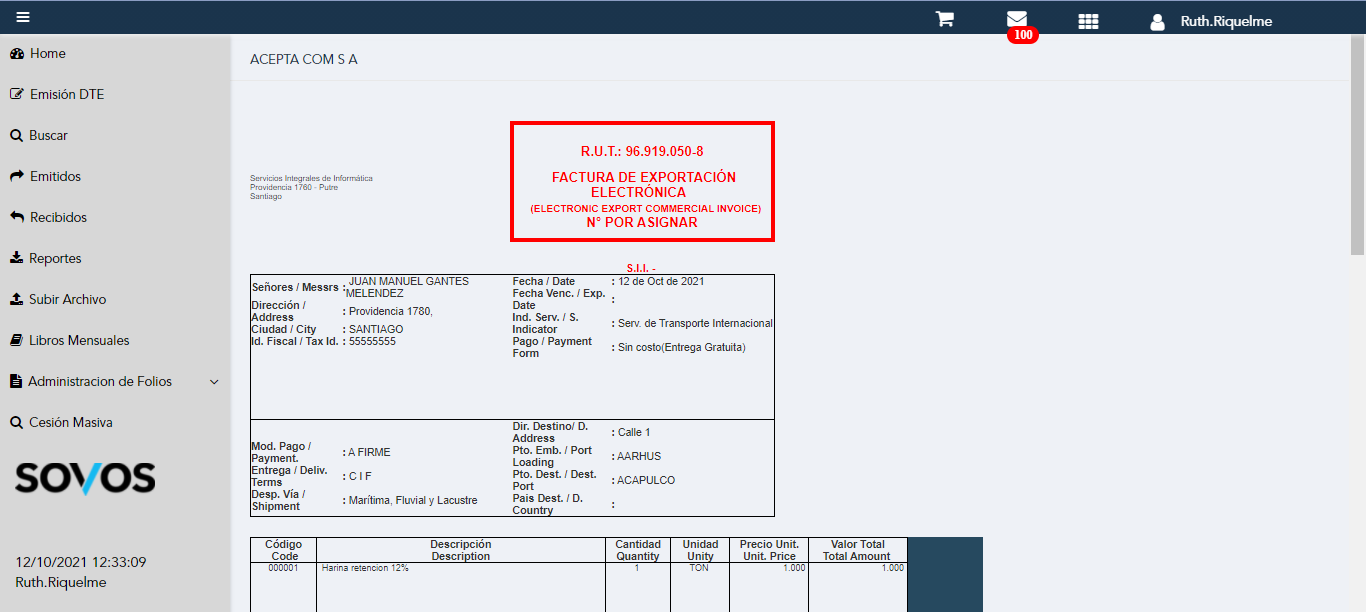 Ruth.Riquelme
100
Home
Emisión DTE
Buscar
Emitidos
Recibidos
Reportes
Subir Archivo
Libros Mensuales
Administracion de Folios
Cesión Masiva
SOVOS
12/10/2021 12:33:09
Ruth.Riquelme
ACEPTA COM S A
Servicios Integrales de Informática
Providencia 1760 - Putre
Santiago
R.U.T.: 96.919.050-8
FACTURA DE EXPORTACIÓN
ELECTRÓNICA
(ELECTRONIC EXPORT COMMERCIAL INVOICE)
N° POR ASIGNAR
S.I.I. -
Señores / Messrs : JUAN MANUEL GANTES
MELENDEZ
Dirección /
Address : Providencia 1780,
Ciudad / City : SANTIAGO
Id. Fiscal / Tax Id. : 55555555
Fecha / Date : 12 de Oct de 2021
Fecha Venc. / Exp.
Date :
Ind. Serv. / S.
Indicator : Serv. de Transporte Internacional
Pago / Payment
Form : Sin costo(Entrega Gratuita)
Mod. Pago /
Payment. : A FIRME
Entrega / Deliv.
Terms : C I F
Desp. Vía /
Shipment : Marítima, Fluvial y Lacustre
Dir. Destino/ D.
Address : Calle 1
Pto. Emb. / Port
Loading : AARHUS
Pto. Dest. / Dest.
Port : ACAPULCO
Pais Dest. / D.
Country :
Código Descripción Cantidad Unidad Precio Unit. Valor Total
Code Description Quantity Unity Unit. Price Total Amount
000001 Harina retencion 12% 1 TON 1.000 1.000